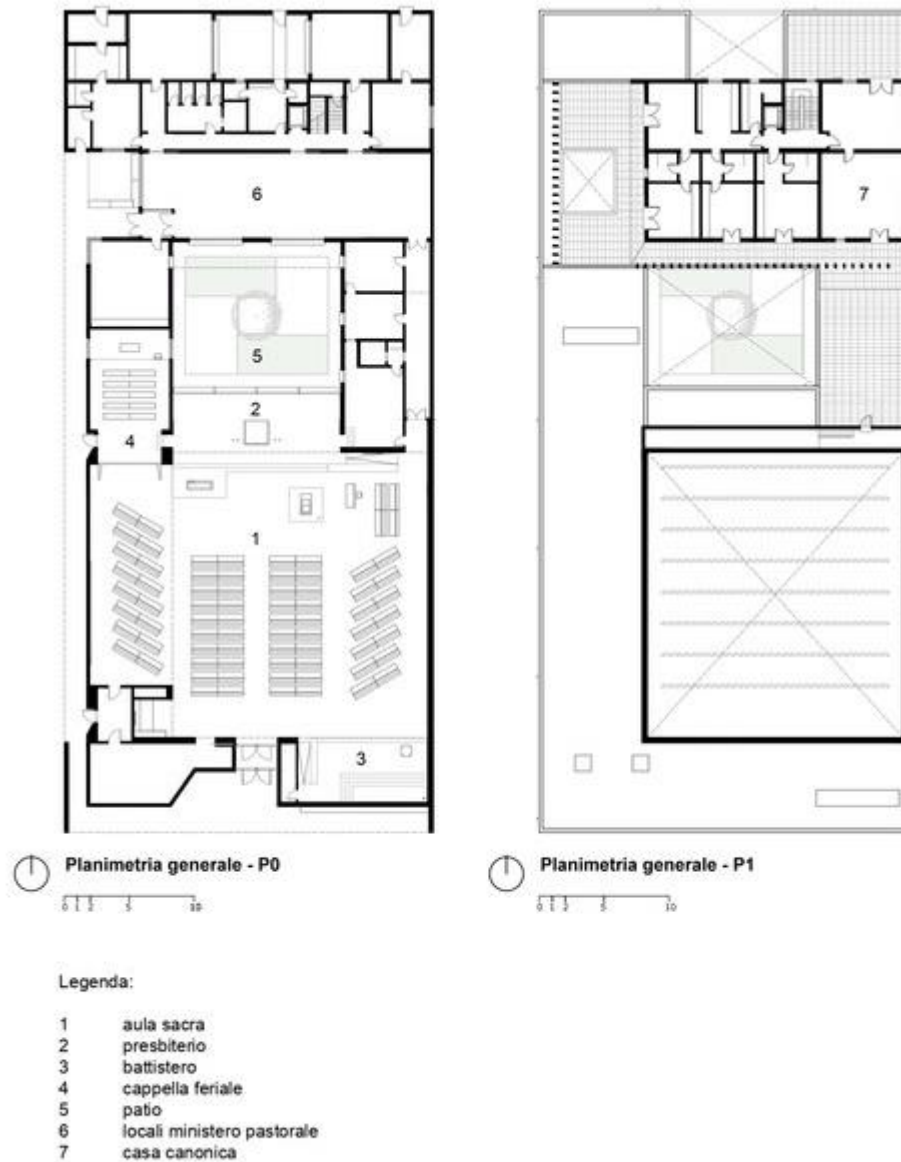 6
7
5
2
4
1
3
Planimetria generale - P0
0 1 2 5 10
Planimetria generale - P1
0 1 2 5 10
Legenda:
1 aula sacra
2 presbiterio
3 battistero
4 cappella feriale
5 patio
6 locali ministero pastorale
7 casa canonica